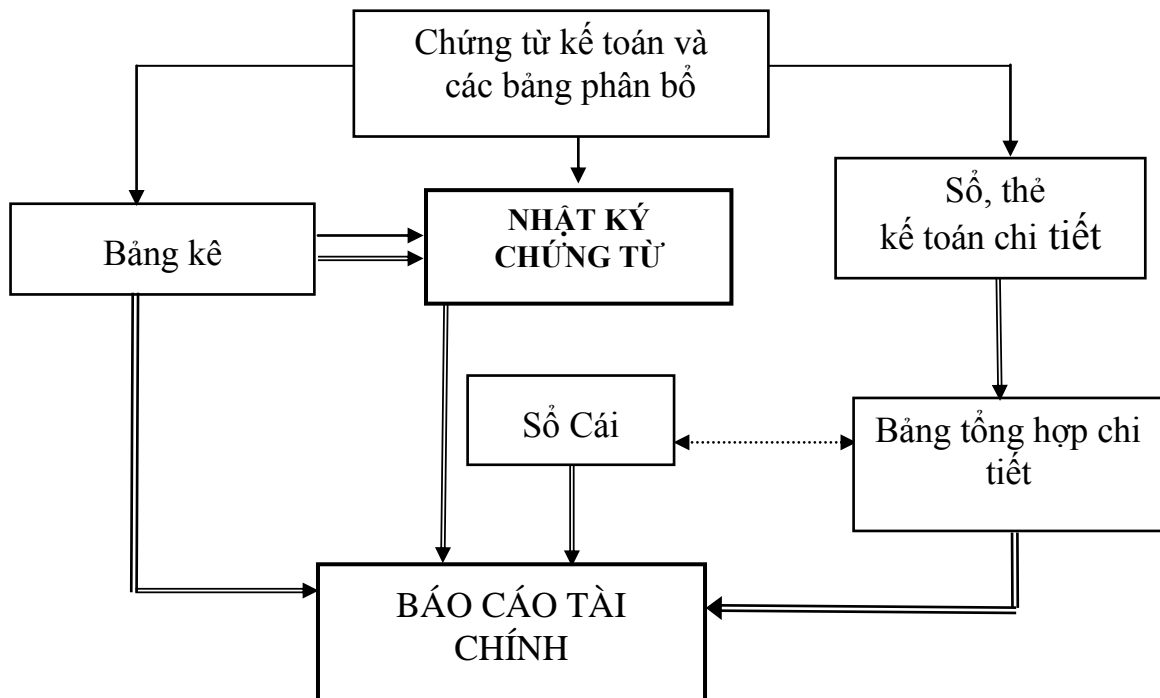 Chứng từ kế toán và
các bảng phân bổ
Bảng kê
NHẬT KÝ
CHỨNG TỪ
Sổ, thẻ
kế toán chi tiết
Sổ Cái
Bảng tổng hợp chi
tiết
BÁO CÁO TÀI
CHÍNH